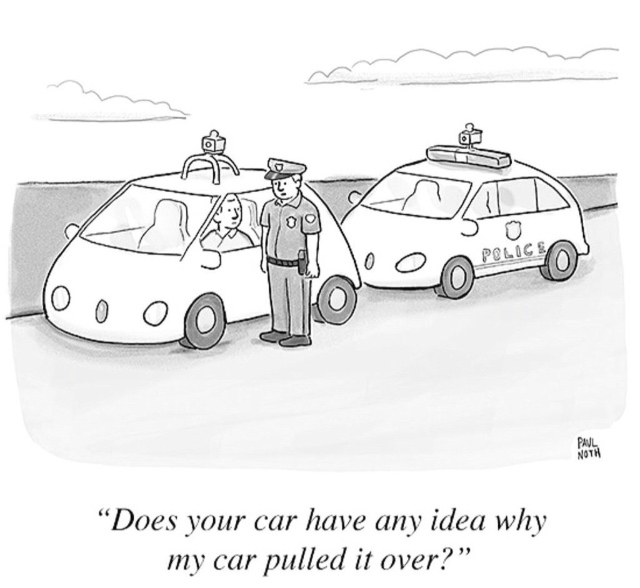 POLICE
PAUL
NOTH
“Does your car have any idea why
my car pulled it over?”